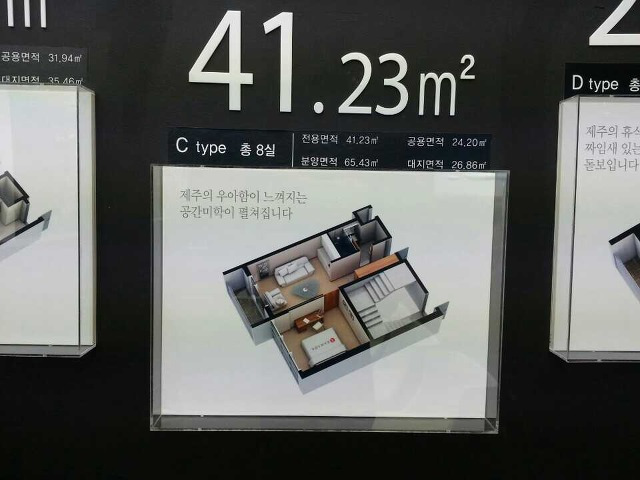 m
공용면적 31.94㎡
대지면적 35.46㎡
41.23m²
C type 총 8실
전용면적 41.23㎡ 공용면적 24.20㎡
분양면적 65.43㎡ 대지면적 26.86㎡
제주의 우아함이 느껴지는
공간미학이 펼쳐집니다
2
D type 총
제주의 휴식
짜임새 있는
돋보입니다